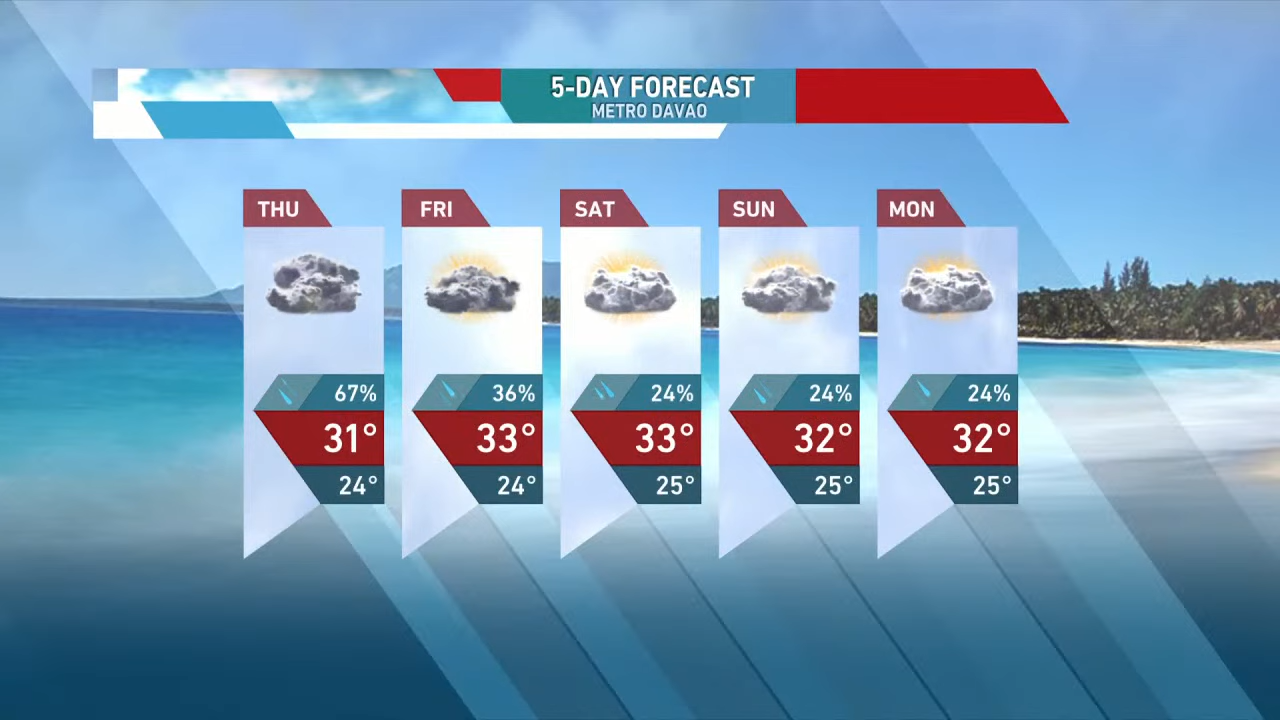 5-DAY FORECAST
METRO DAVAO
THU
67%
31°
24°
FRI
36%
33°
24°
SAT
24%
33°
25°
SUN
24%
32°
25°
MON
24%
32°
25°